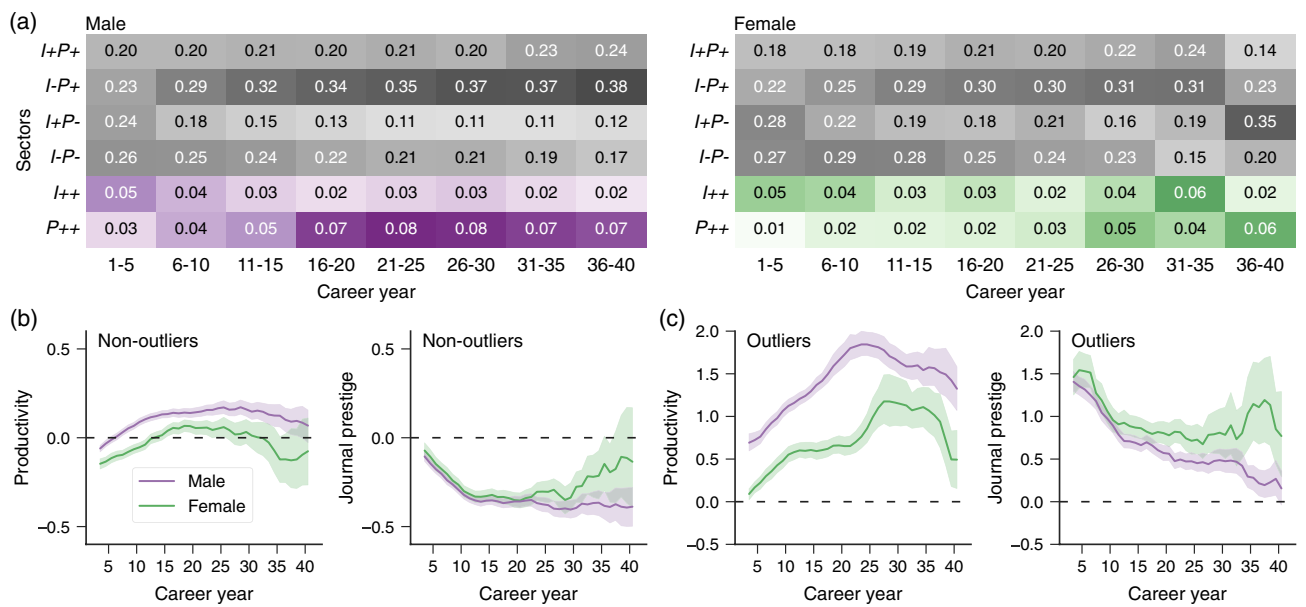 (a) Male Female
Sectors
I+P+ 0.20 0.20 0.21 0.20 0.21 0.20 0.23 0.24
I-P+ 0.23 0.29 0.32 0.34 0.35 0.37 0.37 0.38
I+P- 0.24 0.18 0.15 0.13 0.11 0.11 0.11 0.12
I-P- 0.26 0.25 0.24 0.22 0.21 0.21 0.19 0.17
I++ 0.05 0.04 0.03 0.02 0.03 0.03 0.02 0.02
P++ 0.03 0.04 0.05 0.07 0.08 0.08 0.07 0.07
1-5 6-10 11-15 16-20 21-25 26-30 31-35 36-40
Career year
I+P+ 0.18 0.18 0.19 0.21 0.20 0.22 0.24 0.14
I-P+ 0.22 0.25 0.29 0.30 0.30 0.31 0.31 0.23
I+P- 0.28 0.22 0.19 0.18 0.21 0.16 0.19 0.35
I-P- 0.27 0.29 0.28 0.25 0.24 0.23 0.15 0.20
I++ 0.05 0.04 0.03 0.03 0.02 0.04 0.06 0.02
P++ 0.01 0.02 0.02 0.02 0.03 0.05 0.04 0.06
1-5 6-10 11-15 16-20 21-25 26-30 31-35 36-40
Career year
(b)
Non-outliers
Productivity
0.5
0.0
−0.5
Male
Female
5 10 15 20 25 30 35 40
Career year
Non-outliers
Journal prestige
0.5
0.0
−0.5
5 10 15 20 25 30 35 40
Career year
(c)
Outliers
Productivity
2.0
1.5
1.0
0.5
0.0
−0.5
5 10 15 20 25 30 35 40
Career year
Outliers
Journal prestige
2.0
1.5
1.0
0.5
0.0
−0.5
5 10 15 20 25 30 35 40
Career year